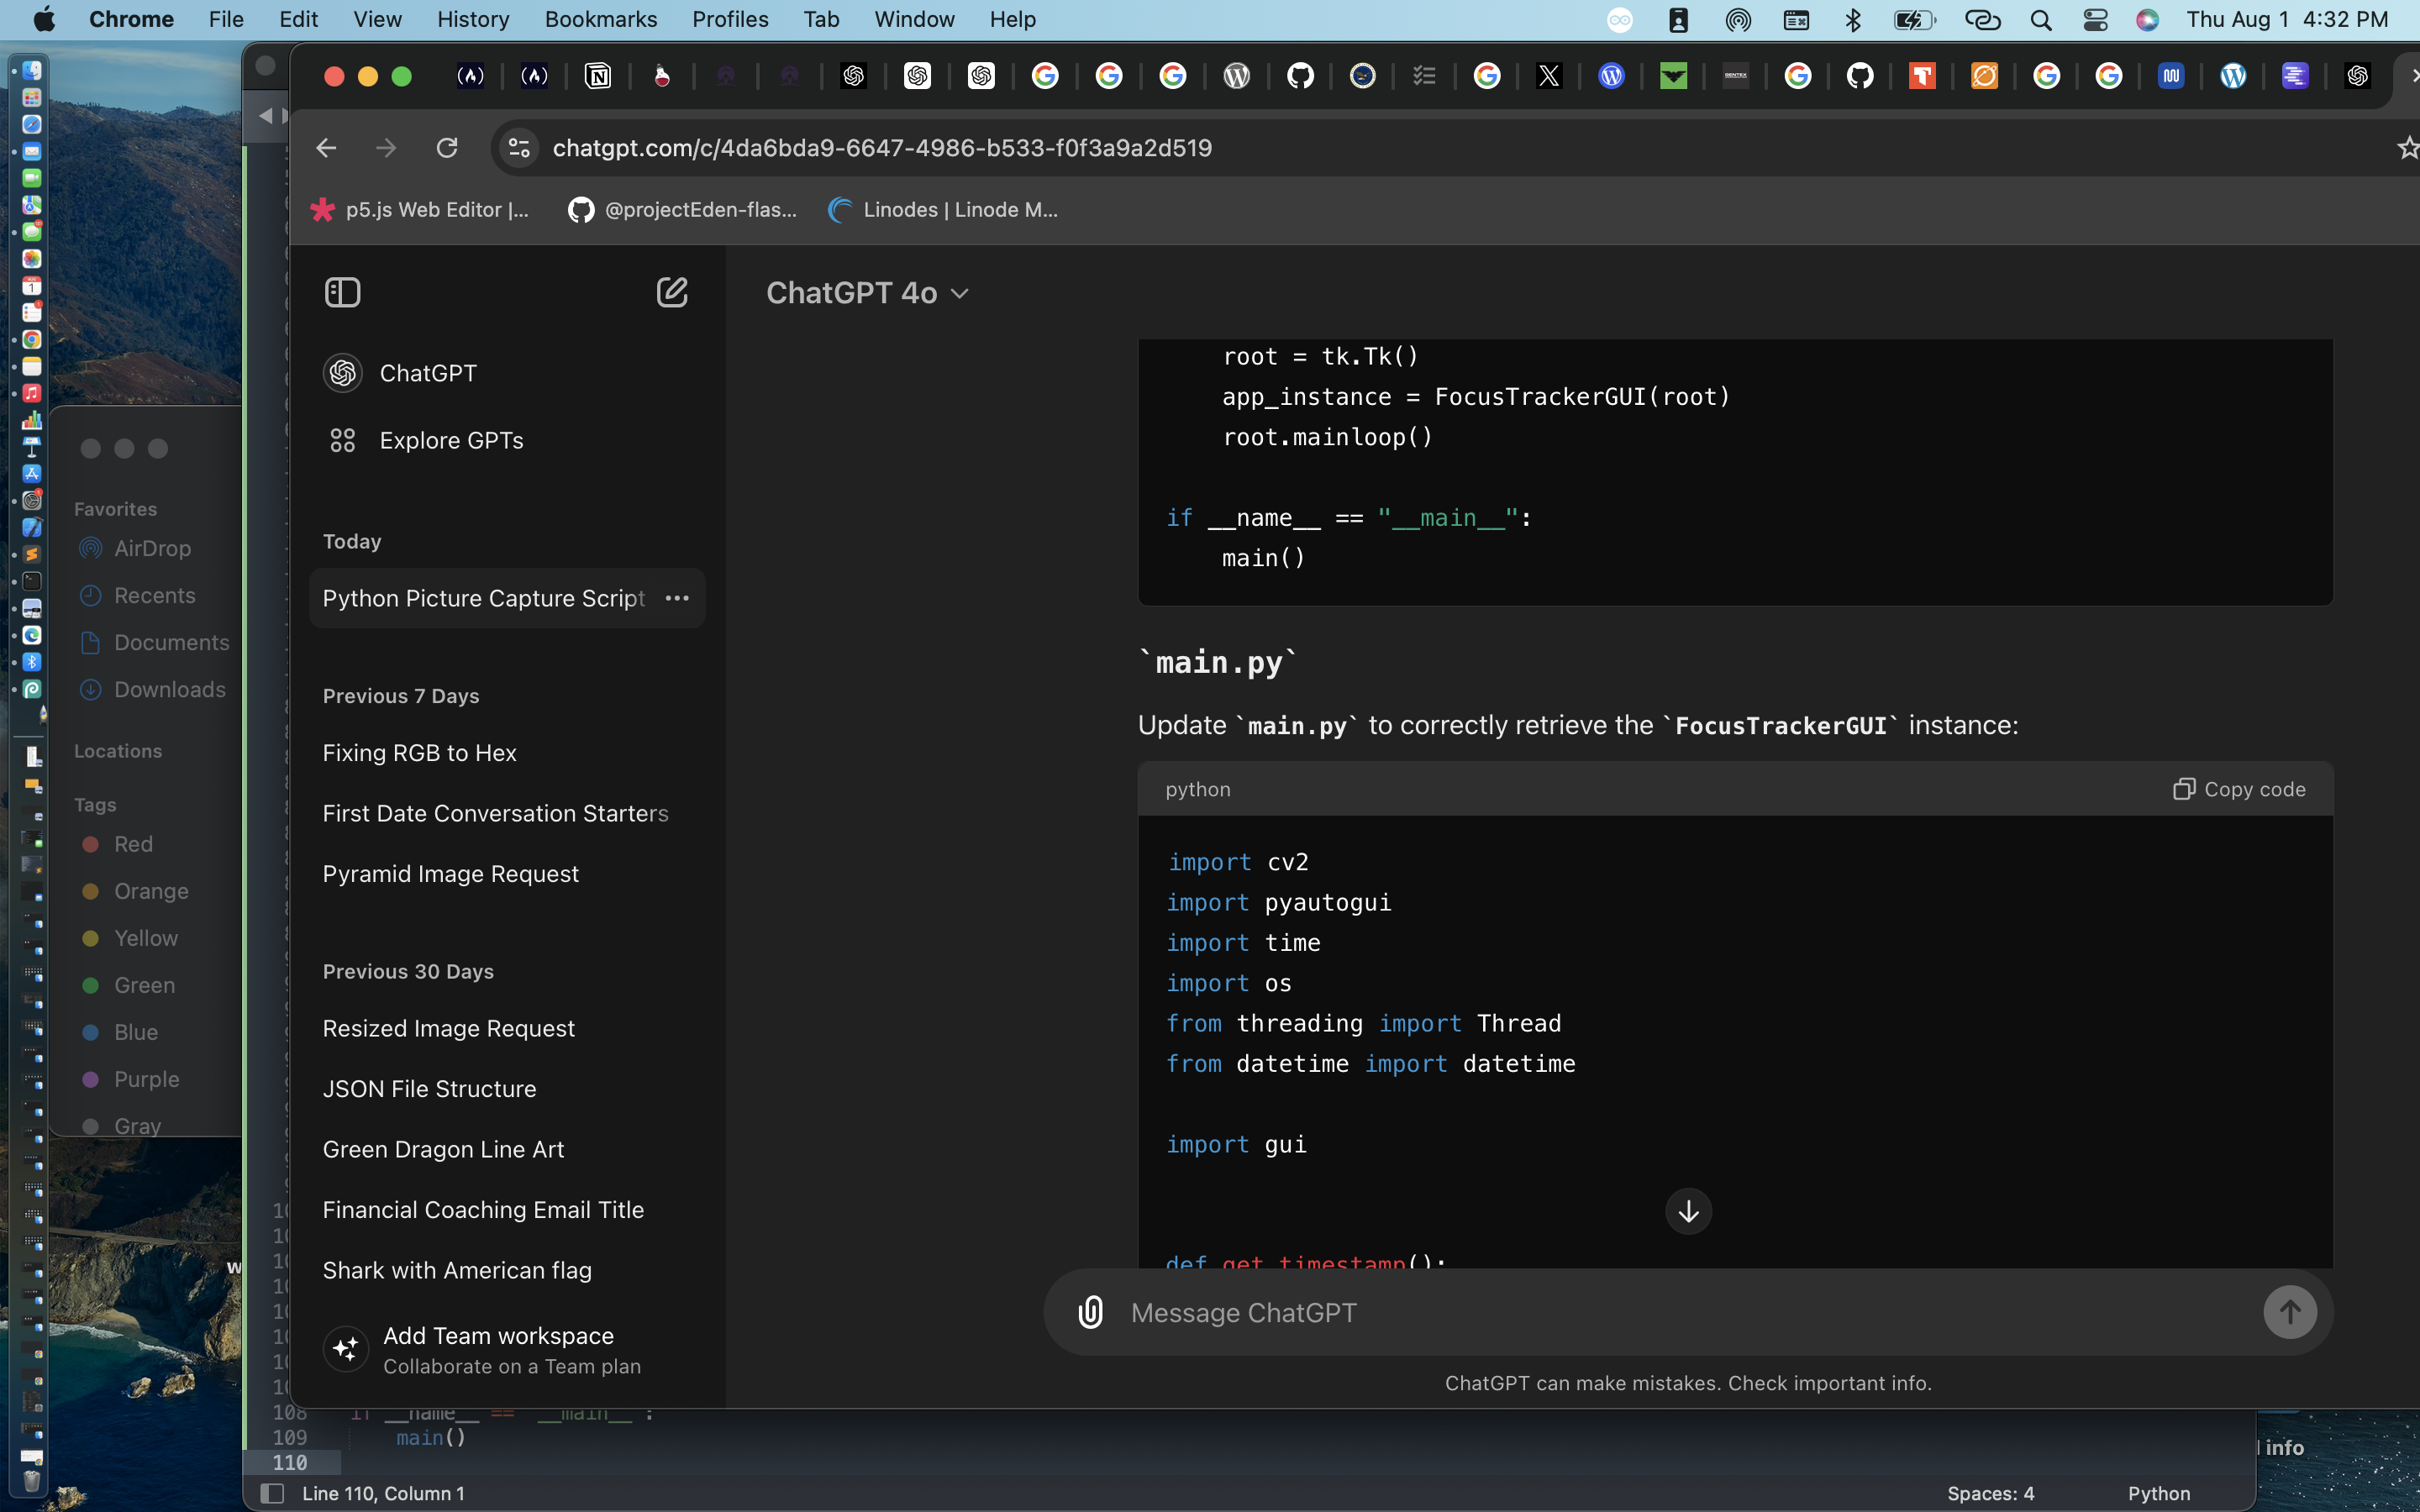 Chrome File Edit View History Bookmarks Profiles Tab Window Help Thu Aug 1 4:32 PM
chatgpt.com/c/4da6bda9-6647-4986-b533-f0f3a9a2d519
p5.js Web Editor |... @projectEden-flas... Linodes | Linode M...
ChatGPT 4o
ChatGPT
Explore GPTs
Today
Python Picture Capture Script
Previous 7 Days
Fixing RGB to Hex
First Date Conversation Starters
Pyramid Image Request
Previous 30 Days
Resized Image Request
JSON File Structure
Green Dragon Line Art
Financial Coaching Email Title
Shark with American flag
Add Team workspace
Collaborate on a Team plan
root = tk.Tk()
app_instance = FocusTrackerGUI(root)
root.mainloop()
if __name__ == "__main__":
main()
`main.py`
Update `main.py` to correctly retrieve the `FocusTrackerGUI` instance:
python Copy code
import cv2
import pyautogui
import time
import os
from threading import Thread
from datetime import datetime
import gui
def get_timestamp():
Message ChatGPT
ChatGPT can make mistakes. Check important info.
Favorites
AirDrop
Recents
Documents
Downloads
Locations
Tags
Red
Orange
Yellow
Green
Blue
Purple
Gray
108 if __name__ == "__main__":
109 main()
110
info
Line 110, Column 1 Spaces: 4 Python